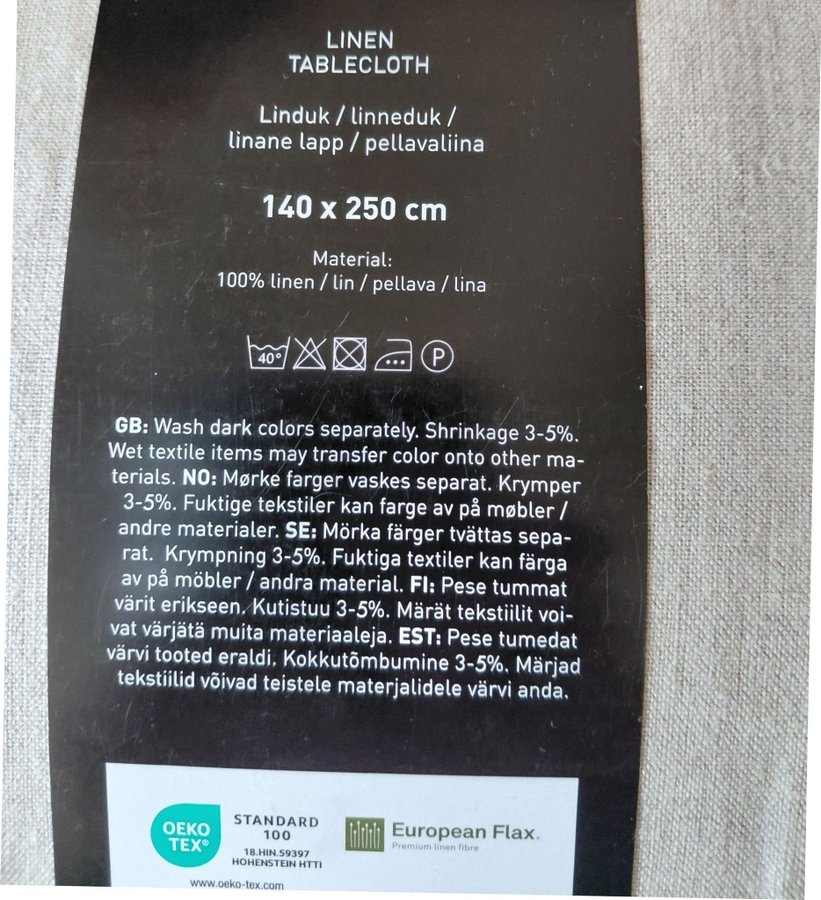 LINEN
TABLECLOTH
Linduk / linneduk /
linane lapp / pellavaliina
140 x 250 cm
Material:
100% linen / lin / pellava / lina
40° P
GB: Wash dark colors separately. Shrinkage 3-5%.
Wet textile items may transfer color onto other ma-
terials. NO: Mørke farger vaskes separat. Krymper
3-5%. Fuktige tekstiler kan farge av på møbler /
andre materialer. SE: Mörka färger tvättas sepa-
rat. Krympning 3-5%. Fuktiga textiler kan färga
av på möbler / andra material. FI: Pese tummat
värit erikseen. Kutistuu 3-5%. Märät tekstiilit voi-
vat värjätä muita materiaaleja. EST: Pese tumedat
värvi tooted eraldi. Kokkutõmbumine 3-5%. Märjad
tekstiilid võivad teistele materjalidele värvi anda.
OEKO
TEX®
STANDARD
100
18.HIN.59397
HOHENSTEIN HTTI
www.oeko-tex.com
European Flax®
Premium linen fibre